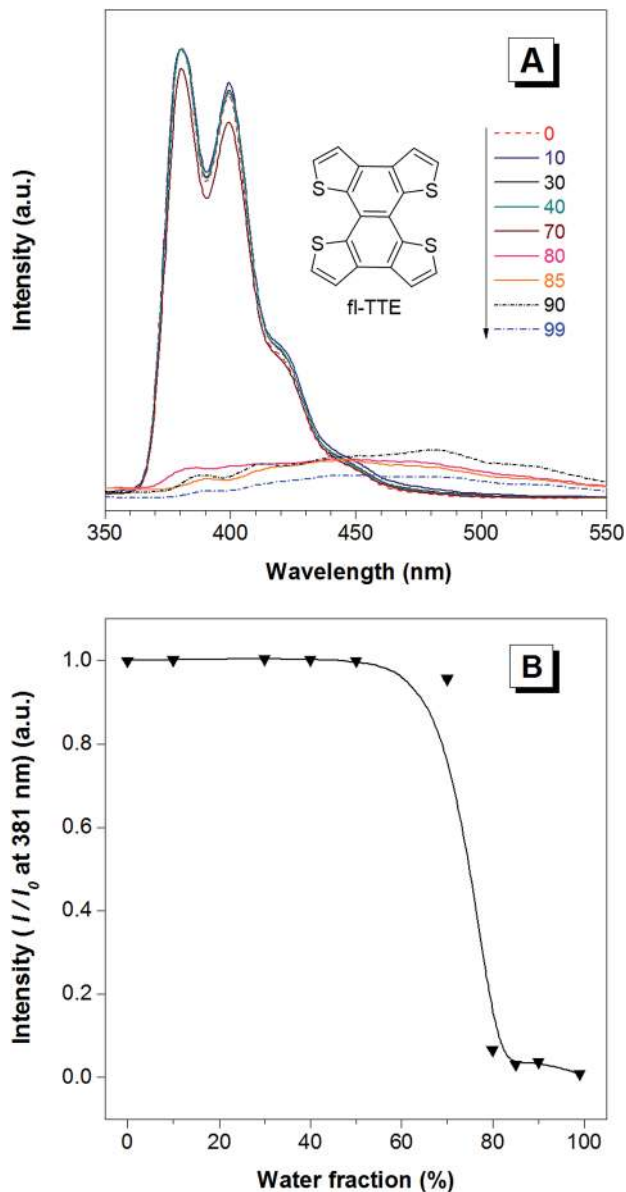 A
Intensity (a.u.)
0
10
30
40
70
80
85
90
99
S S
S S
fl-TTE
350 400 450 500 550
Wavelength (nm)
B
Intensity ( I / I0 at 381 nm) (a.u.)
1.0
0.8
0.6
0.4
0.2
0.0
0 20 40 60 80 100
Water fraction (%)